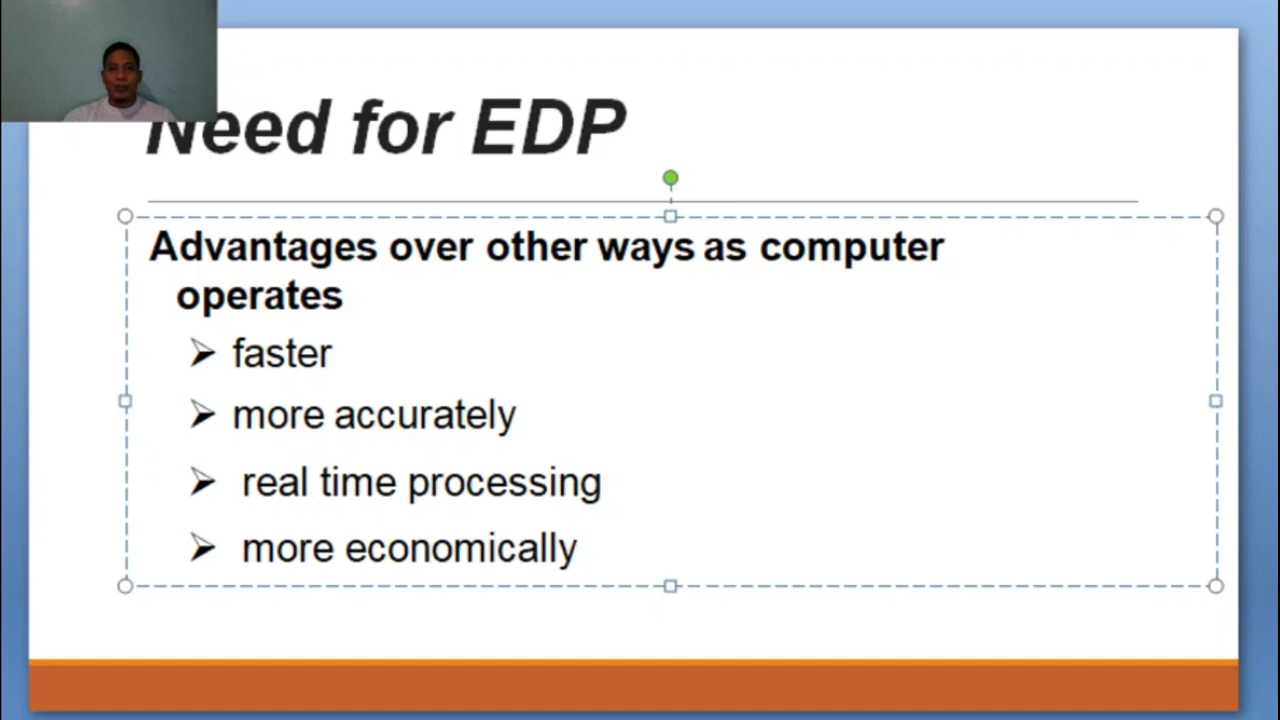 Need for EDP
Advantages over other ways as computer
operates
faster
more accurately
real time processing
more economically